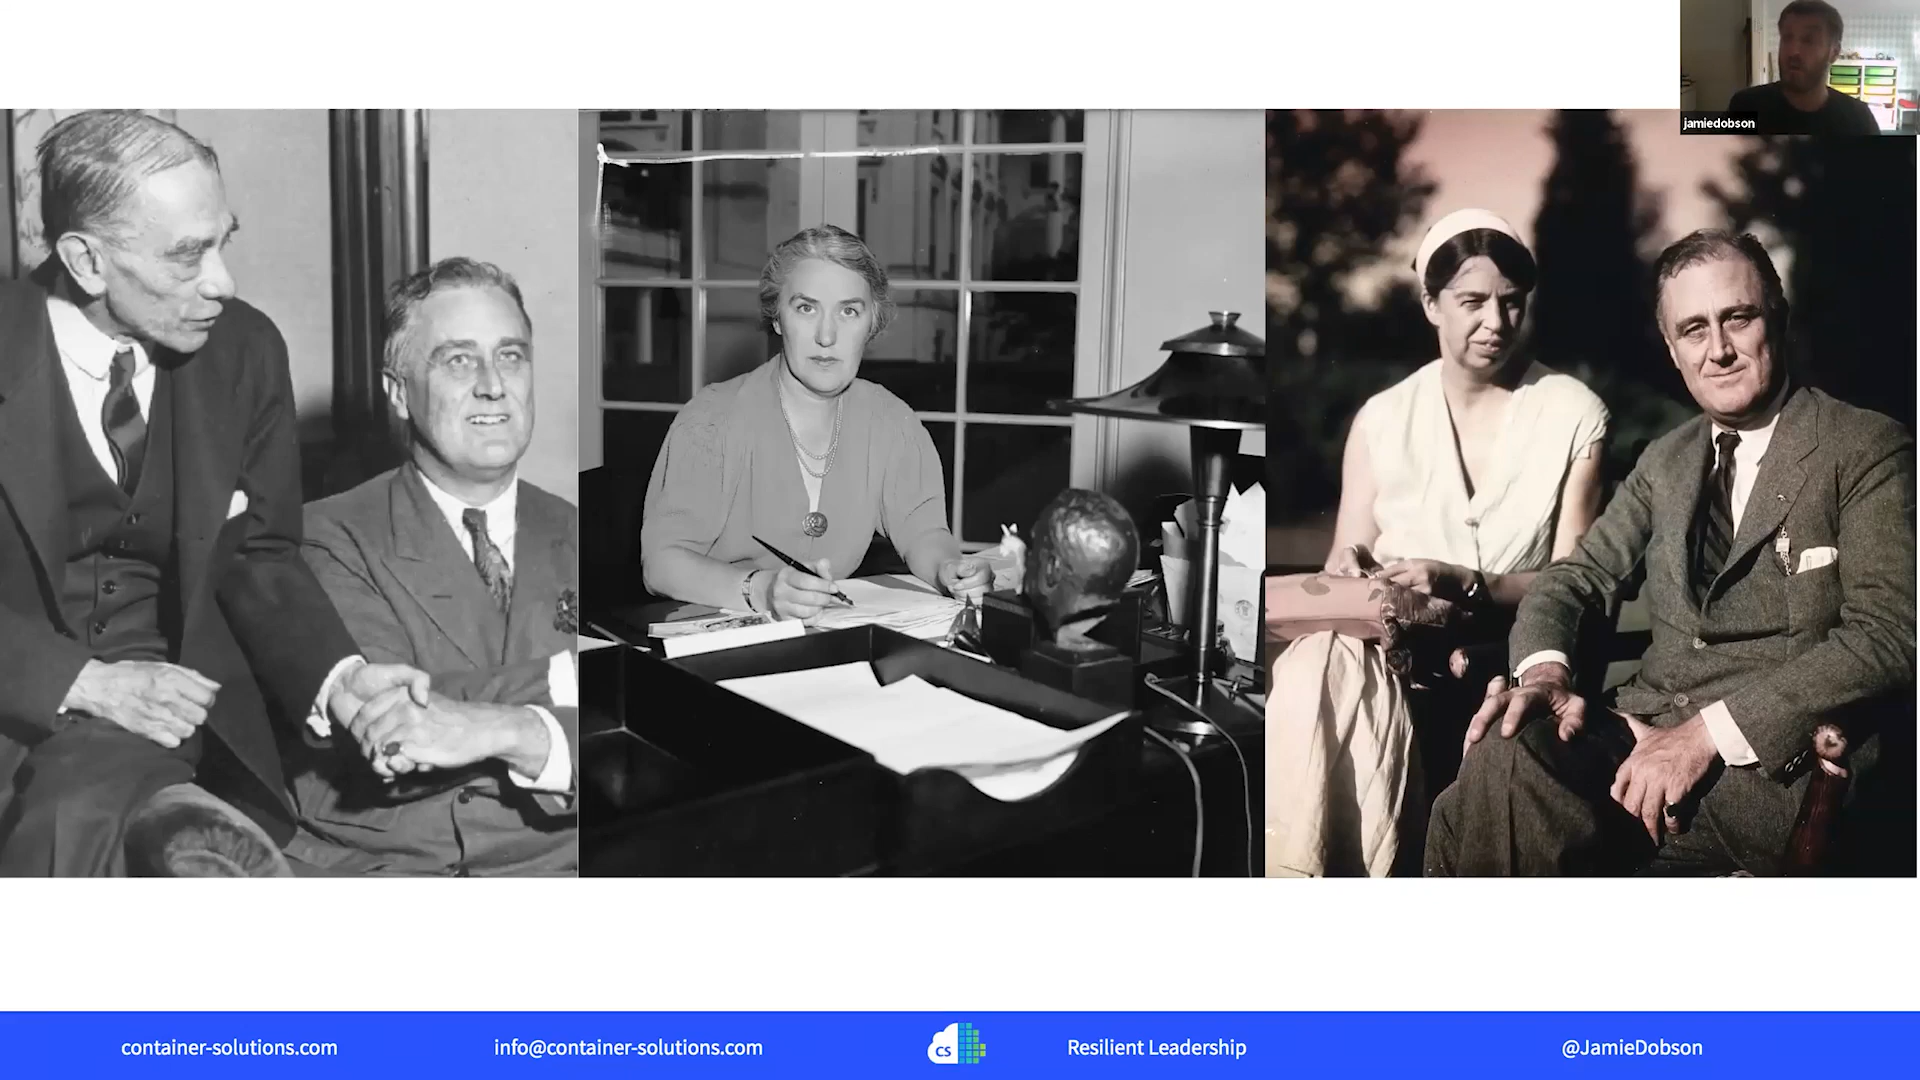 jamiedobson
container-solutions.com
info@container-solutions.com
CS
Resilient Leadership
@JamieDobson